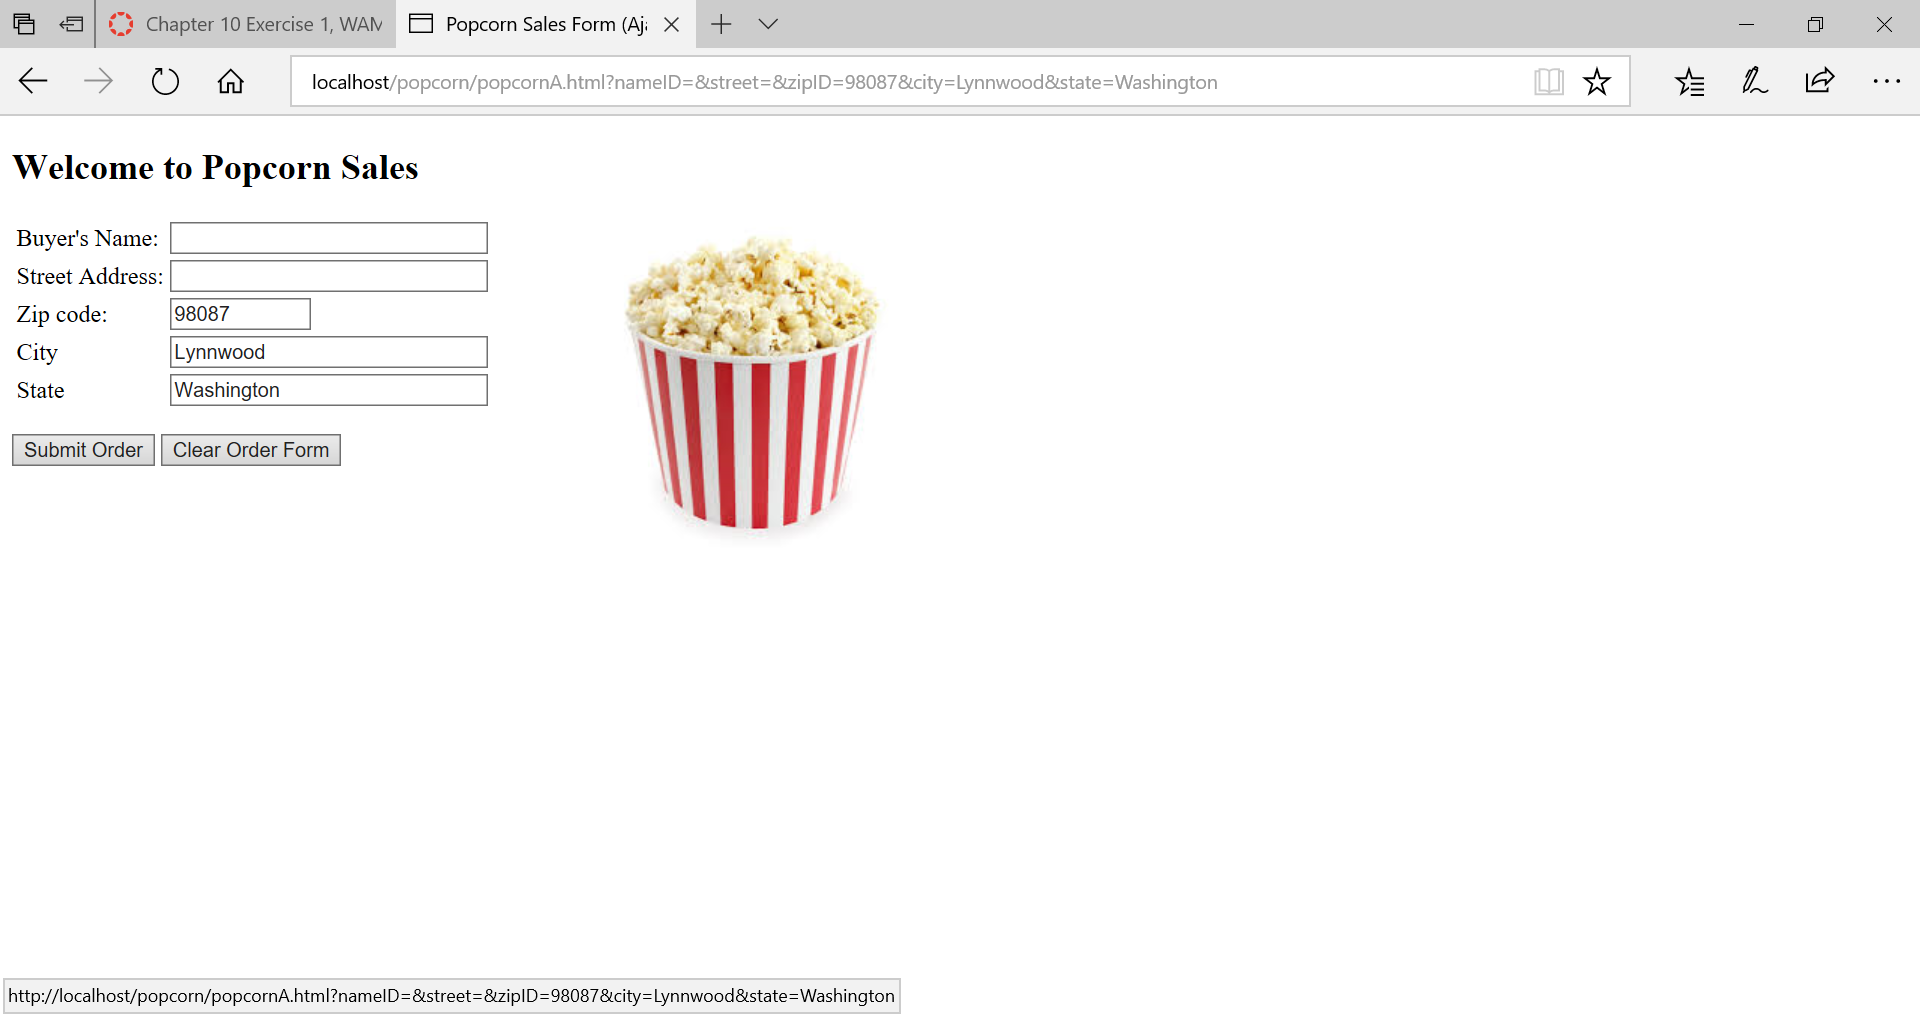 Chapter 10 Exercise 1, WAM
Popcorn Sales Form (Aja
localhost/popcorn/popcornA.html?nameID=&street=&zipID=98087&city=Lynnwood&state=Washington
Welcome to Popcorn Sales
Buyer's Name:
Street Address:
Zip code: 98087
City Lynnwood
State Washington
Submit Order Clear Order Form
http://localhost/popcorn/popcornA.html?nameID=&street=&zipID=98087&city=Lynnwood&state=Washington